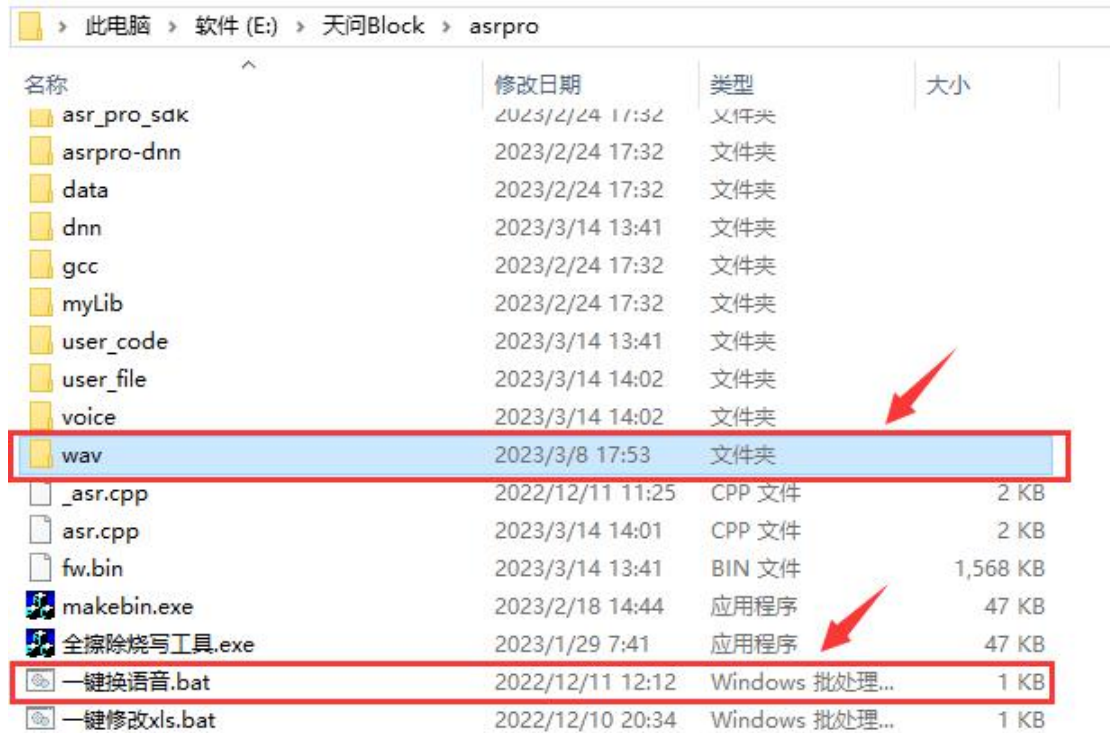 此电脑 > 软件 (E:) > 天问Block > asrpro
名称 修改日期 类型 大小
asr_pro_sdk 2023/2/24 17:32 文件夹
asrpro-dnn 2023/2/24 17:32 文件夹
data 2023/2/24 17:32 文件夹
dnn 2023/3/14 13:41 文件夹
gcc 2023/2/24 17:32 文件夹
myLib 2023/2/24 17:32 文件夹
user_code 2023/3/14 13:41 文件夹
user_file 2023/3/14 14:02 文件夹
voice 2023/3/14 14:02 文件夹
wav 2023/3/8 17:53 文件夹
_asr.cpp 2022/12/11 11:25 CPP 文件 2 KB
asr.cpp 2023/3/14 14:01 CPP 文件 2 KB
fw.bin 2023/3/14 13:41 BIN 文件 1,568 KB
makebin.exe 2023/2/18 14:44 应用程序 47 KB
全擦除烧写工具.exe 2023/1/29 7:41 应用程序 47 KB
一键换语音.bat 2022/12/11 12:12 Windows 批处理... 1 KB
一键修改xls.bat 2022/12/10 20:34 Windows 批处理... 1 KB